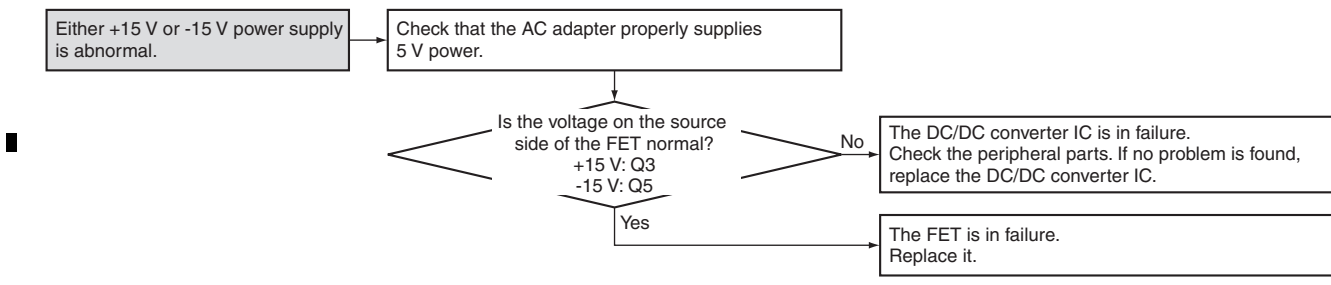 Either +15 V or -15 V power supply
is abnormal.
Check that the AC adapter properly supplies
5 V power.
Is the voltage on the source
side of the FET normal?
+15 V: Q3
-15 V: Q5
No
The DC/DC converter IC is in failure.
Check the peripheral parts. If no problem is found,
replace the DC/DC converter IC.
Yes
The FET is in failure.
Replace it.